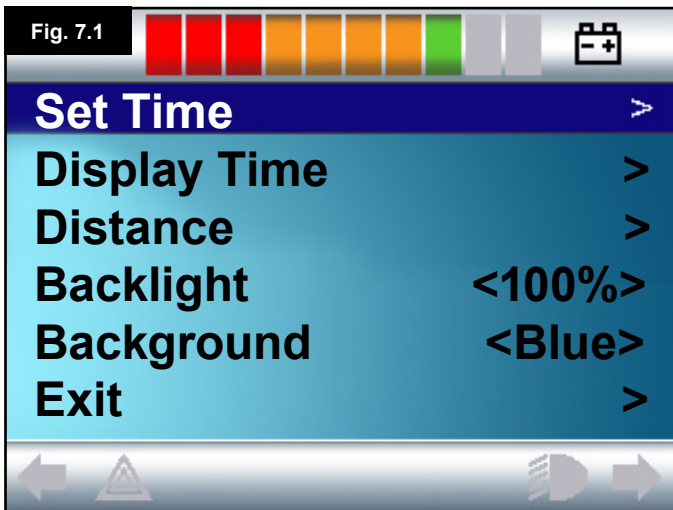 Fig. 7.1
Set Time >
Display Time >
Distance >
Backlight <100%>
Background <Blue>
Exit >